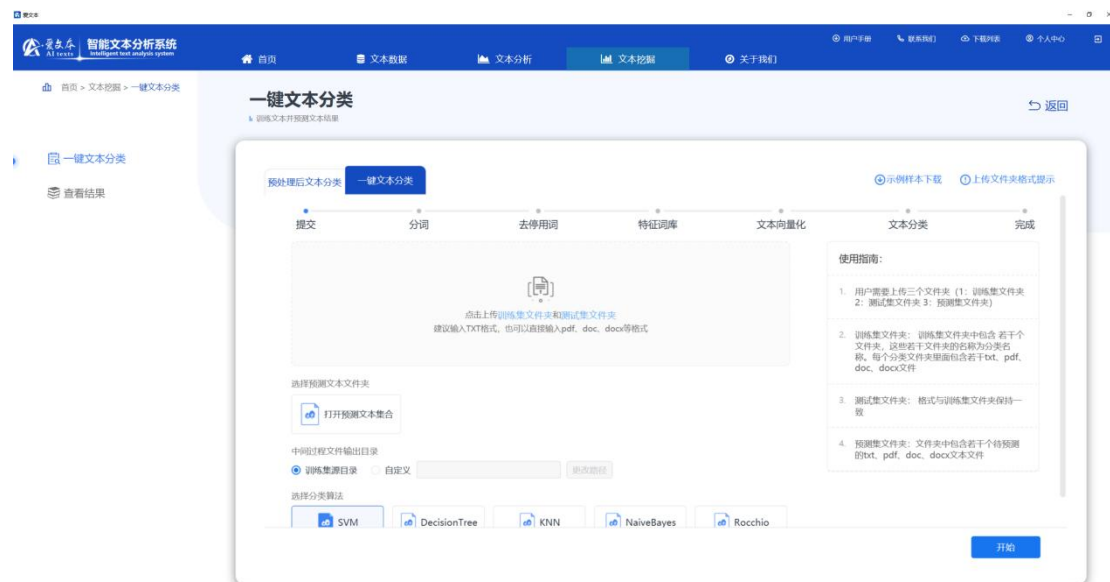 爱文本
爱文本 智能文本分析系统
AI texts Intelligent text analysis system
用户手册 联系我们 下载列表 个人中心
首页 文本数据 文本分析 文本挖掘 关于我们
首页 > 文本挖掘 > 一键文本分类
一键文本分类
训练文本并预测文本结果
返回
一键文本分类
查看结果
预处理后文本分类 一键文本分类
示例样本下载 上传文件夹格式提示
提交 分词 去停用词 特征词库 文本向量化 文本分类 完成
点击上传训练集文件夹和测试集文件夹
建议输入TXT格式，也可以直接输入pdf、doc、docx等格式
选择预测文本文件夹
打开预测文本集合
中间过程文件输出目录
训练集源目录 自定义 更改路径
选择分类算法
SVM DecisionTree KNN NaiveBayes Rocchio
使用指南：
1. 用户需要上传三个文件夹（1：训练集文件夹
2：测试集文件夹 3：预测集文件夹）
2. 训练集文件夹： 训练集文件夹中包含 若干个
文件夹，这些若干文件夹的名称为分类名
称。每个分类文件夹里面包含若干txt、pdf、
doc、docx文件
3. 测试集文件夹： 格式与训练集文件夹保持一
致
4. 预测集文件夹：文件夹中包含若干个待预测
的txt、pdf、doc、docx文本文件
开始